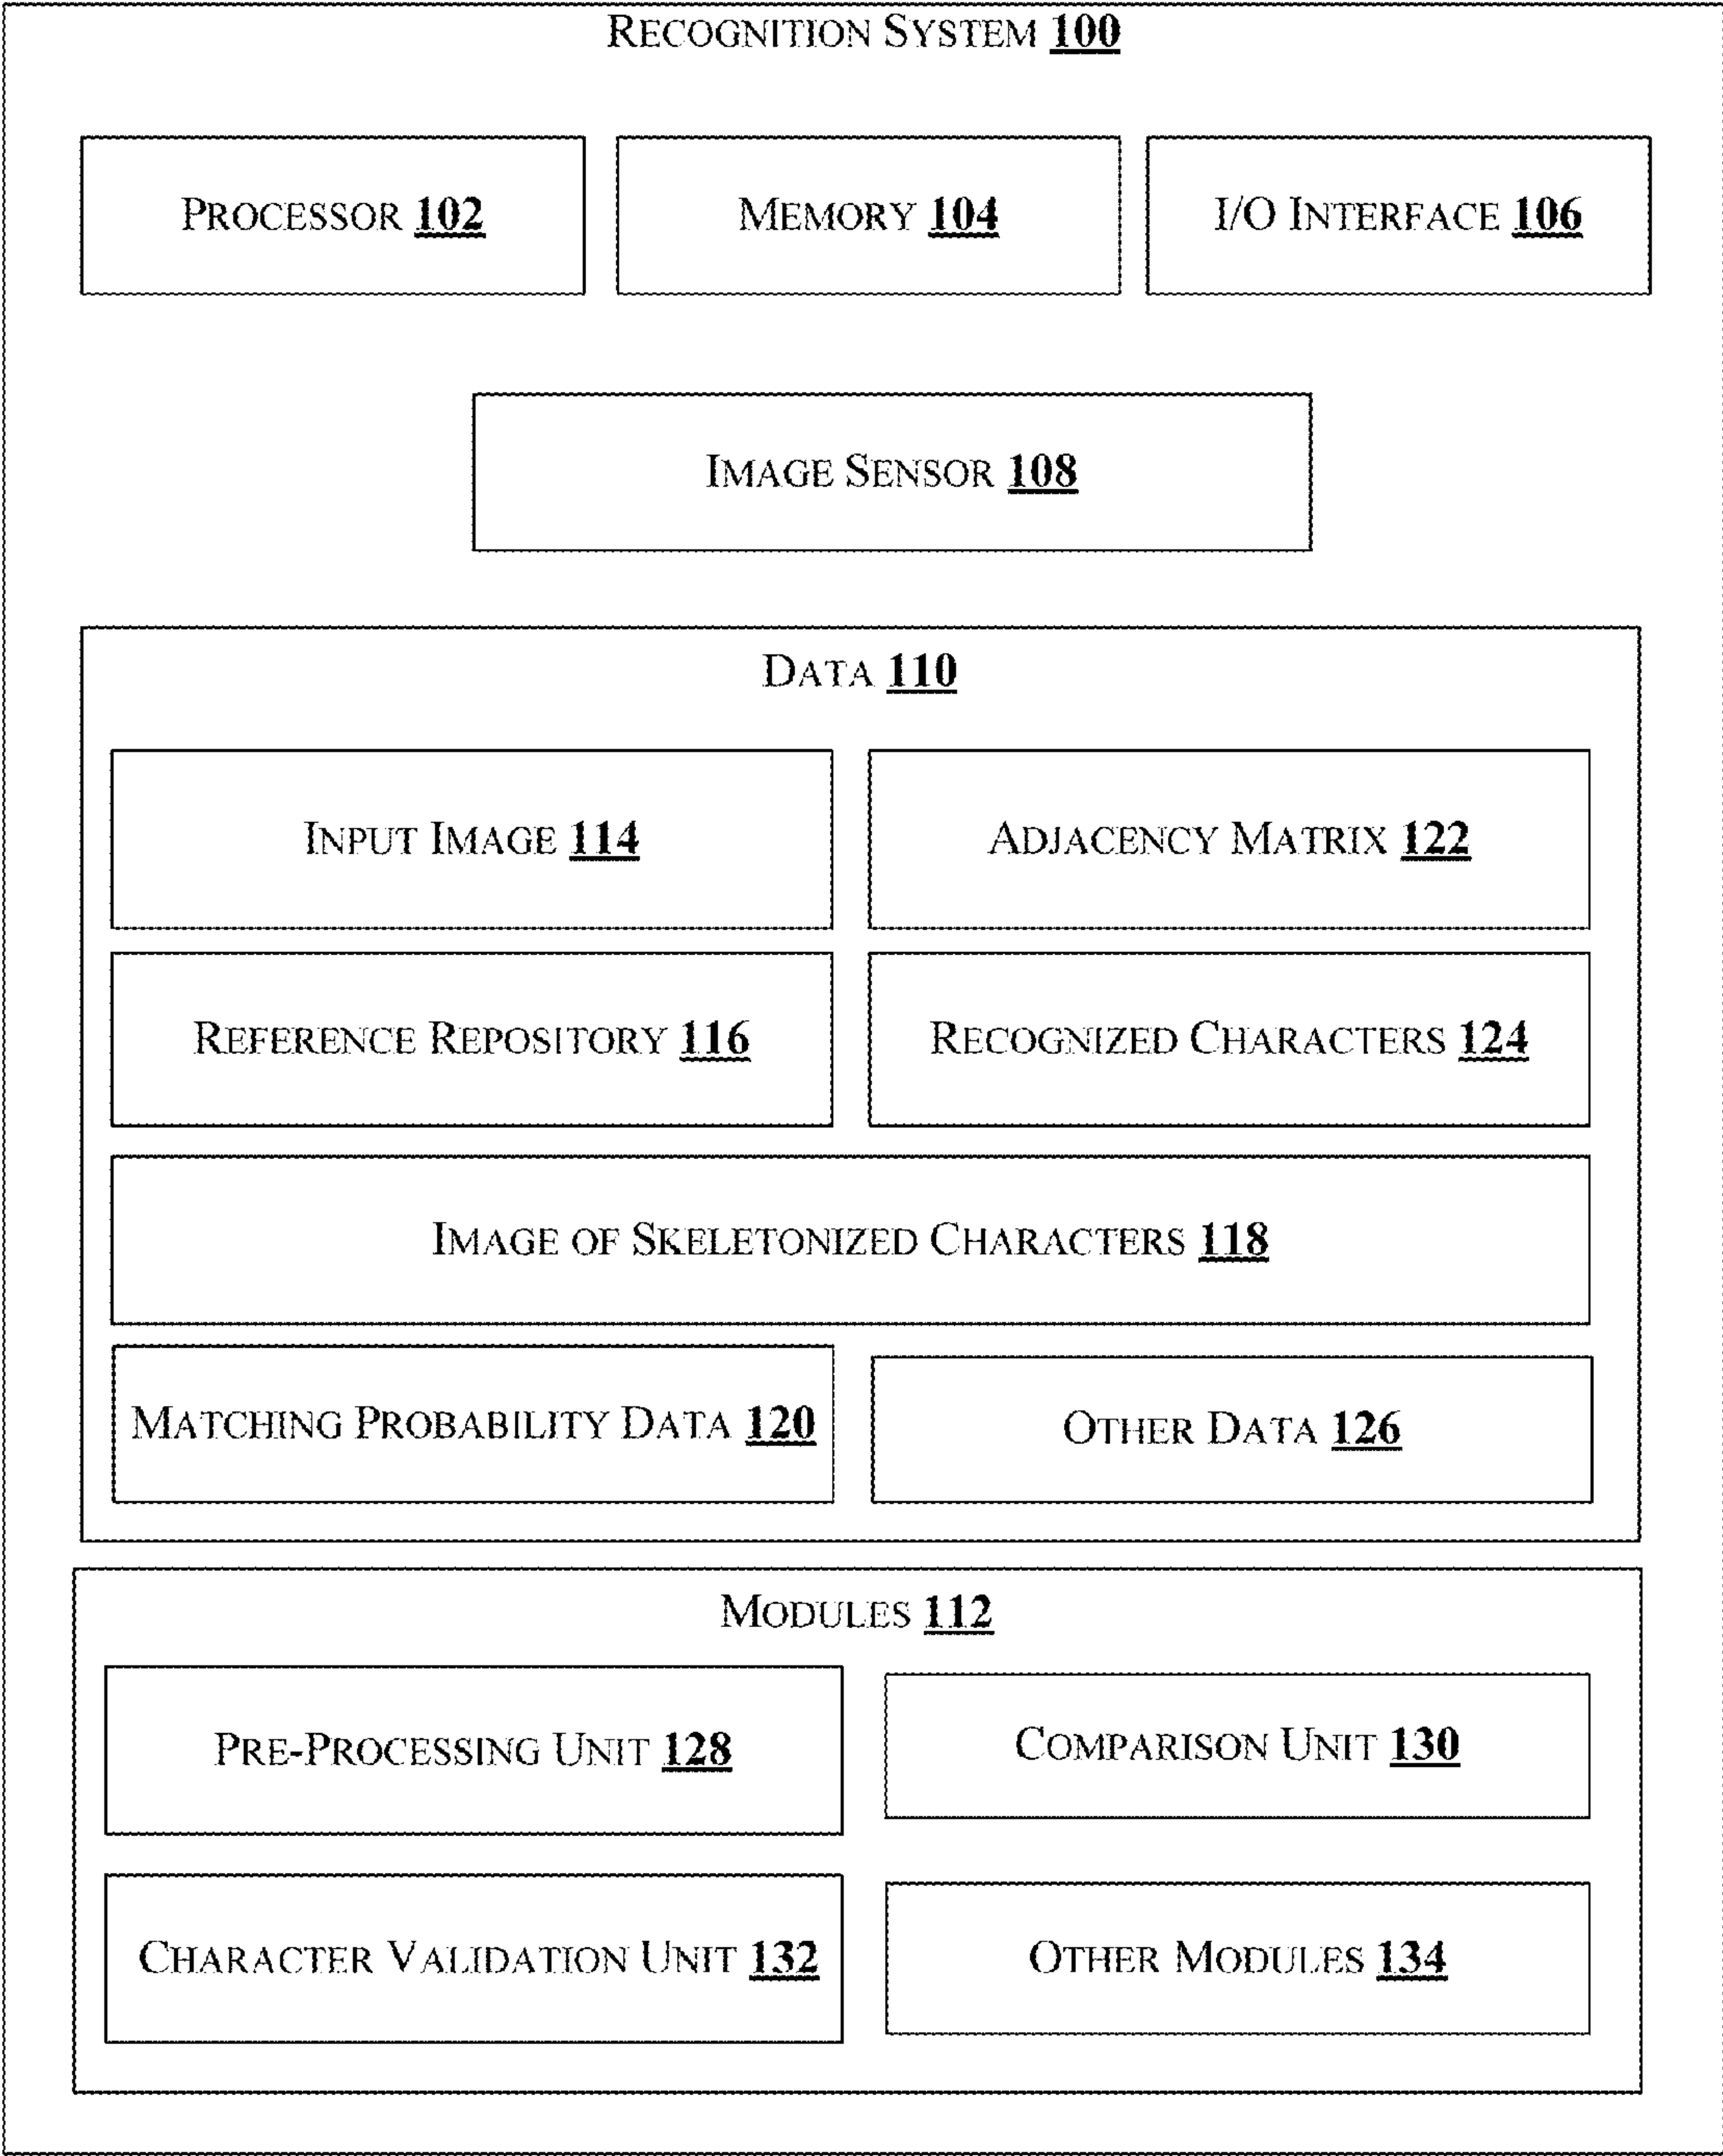 RECOGNITION SYSTEM 100
PROCESSOR 102
MEMORY 104
I/O INTERFACE 106
IMAGE SENSOR 108
DATA 110
INPUT IMAGE 114
ADJACENCY MATRIX 122
REFERENCE REPOSITORY 116
RECOGNIZED CHARACTERS 124
IMAGE OF SKELETONIZED CHARACTERS 118
MATCHING PROBABILITY DATA 120
OTHER DATA 126
MODULES 112
PRE-PROCESSING UNIT 128
COMPARISON UNIT 130
CHARACTER VALIDATION UNIT 132
OTHER MODULES 134